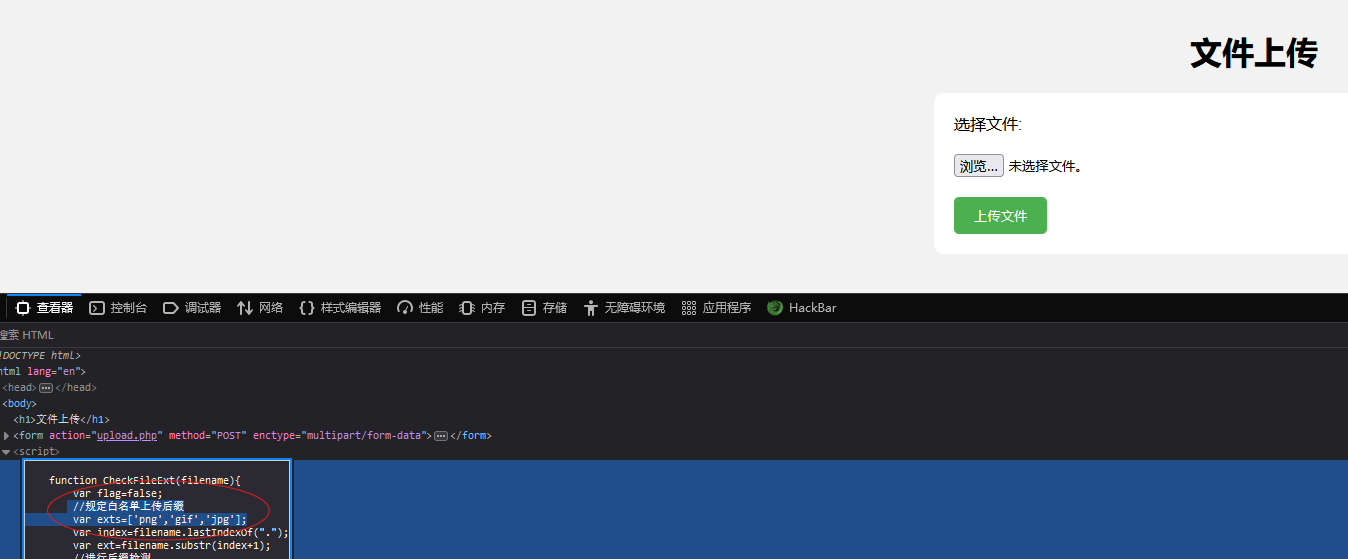 文件上传
选择文件:
浏览... 未选择文件。
上传文件
查看器 控制台 调试器 网络 样式编辑器 性能 内存 存储 无障碍环境 应用程序 HackBar
搜索 HTML
!DOCTYPE html>
html lang="en">
<head>...</head>
<body>
<h1>文件上传</h1>
<form action="upload.php" method="POST" enctype="multipart/form-data">...</form>
<script>
function CheckFileExt(filename){
var flag=false;
//规定白名单上传后缀
var exts=['png','gif','jpg'];
var index=filename.lastIndexOf(".");
var ext=filename.substr(index+1);
//进行后缀检测